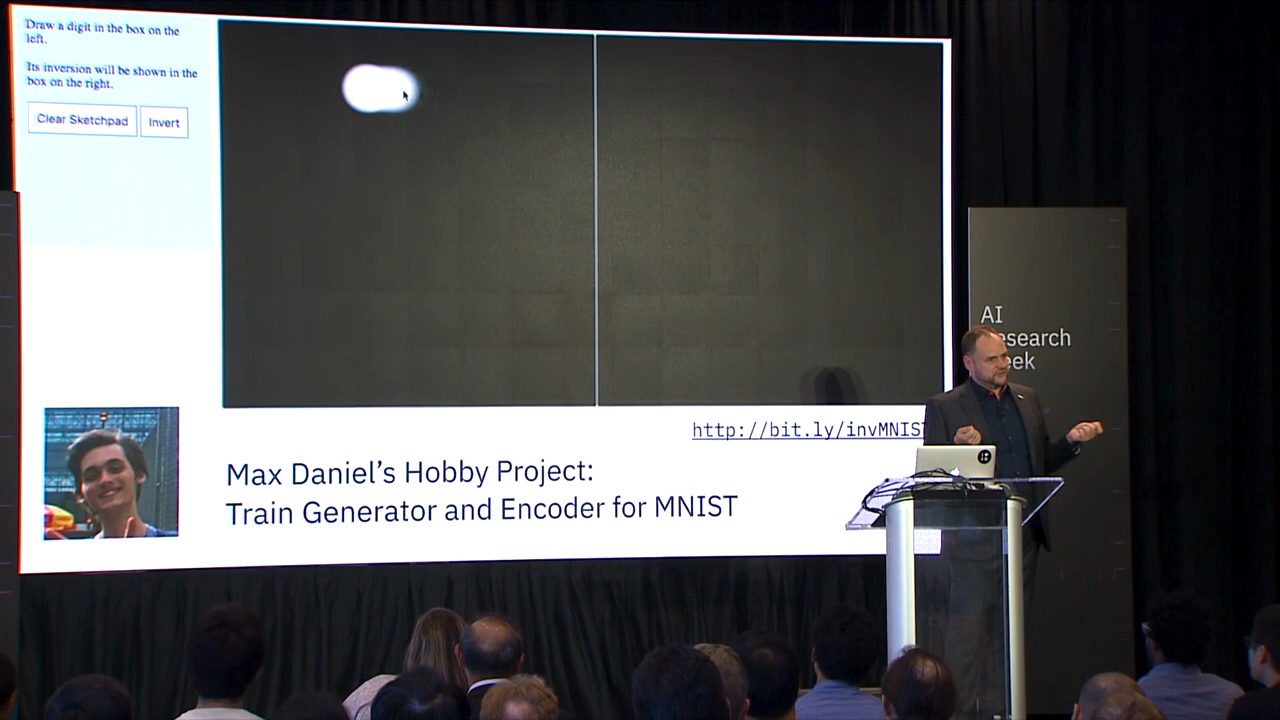 Draw a digit in the box on the
left.
Its inversion will be shown in the
box on the right.
Clear Sketchpad
Invert
http://bit.ly/invMNIST
Max Daniel's Hobby Project:
Train Generator and Encoder for MNIST
AI
esearch
eek